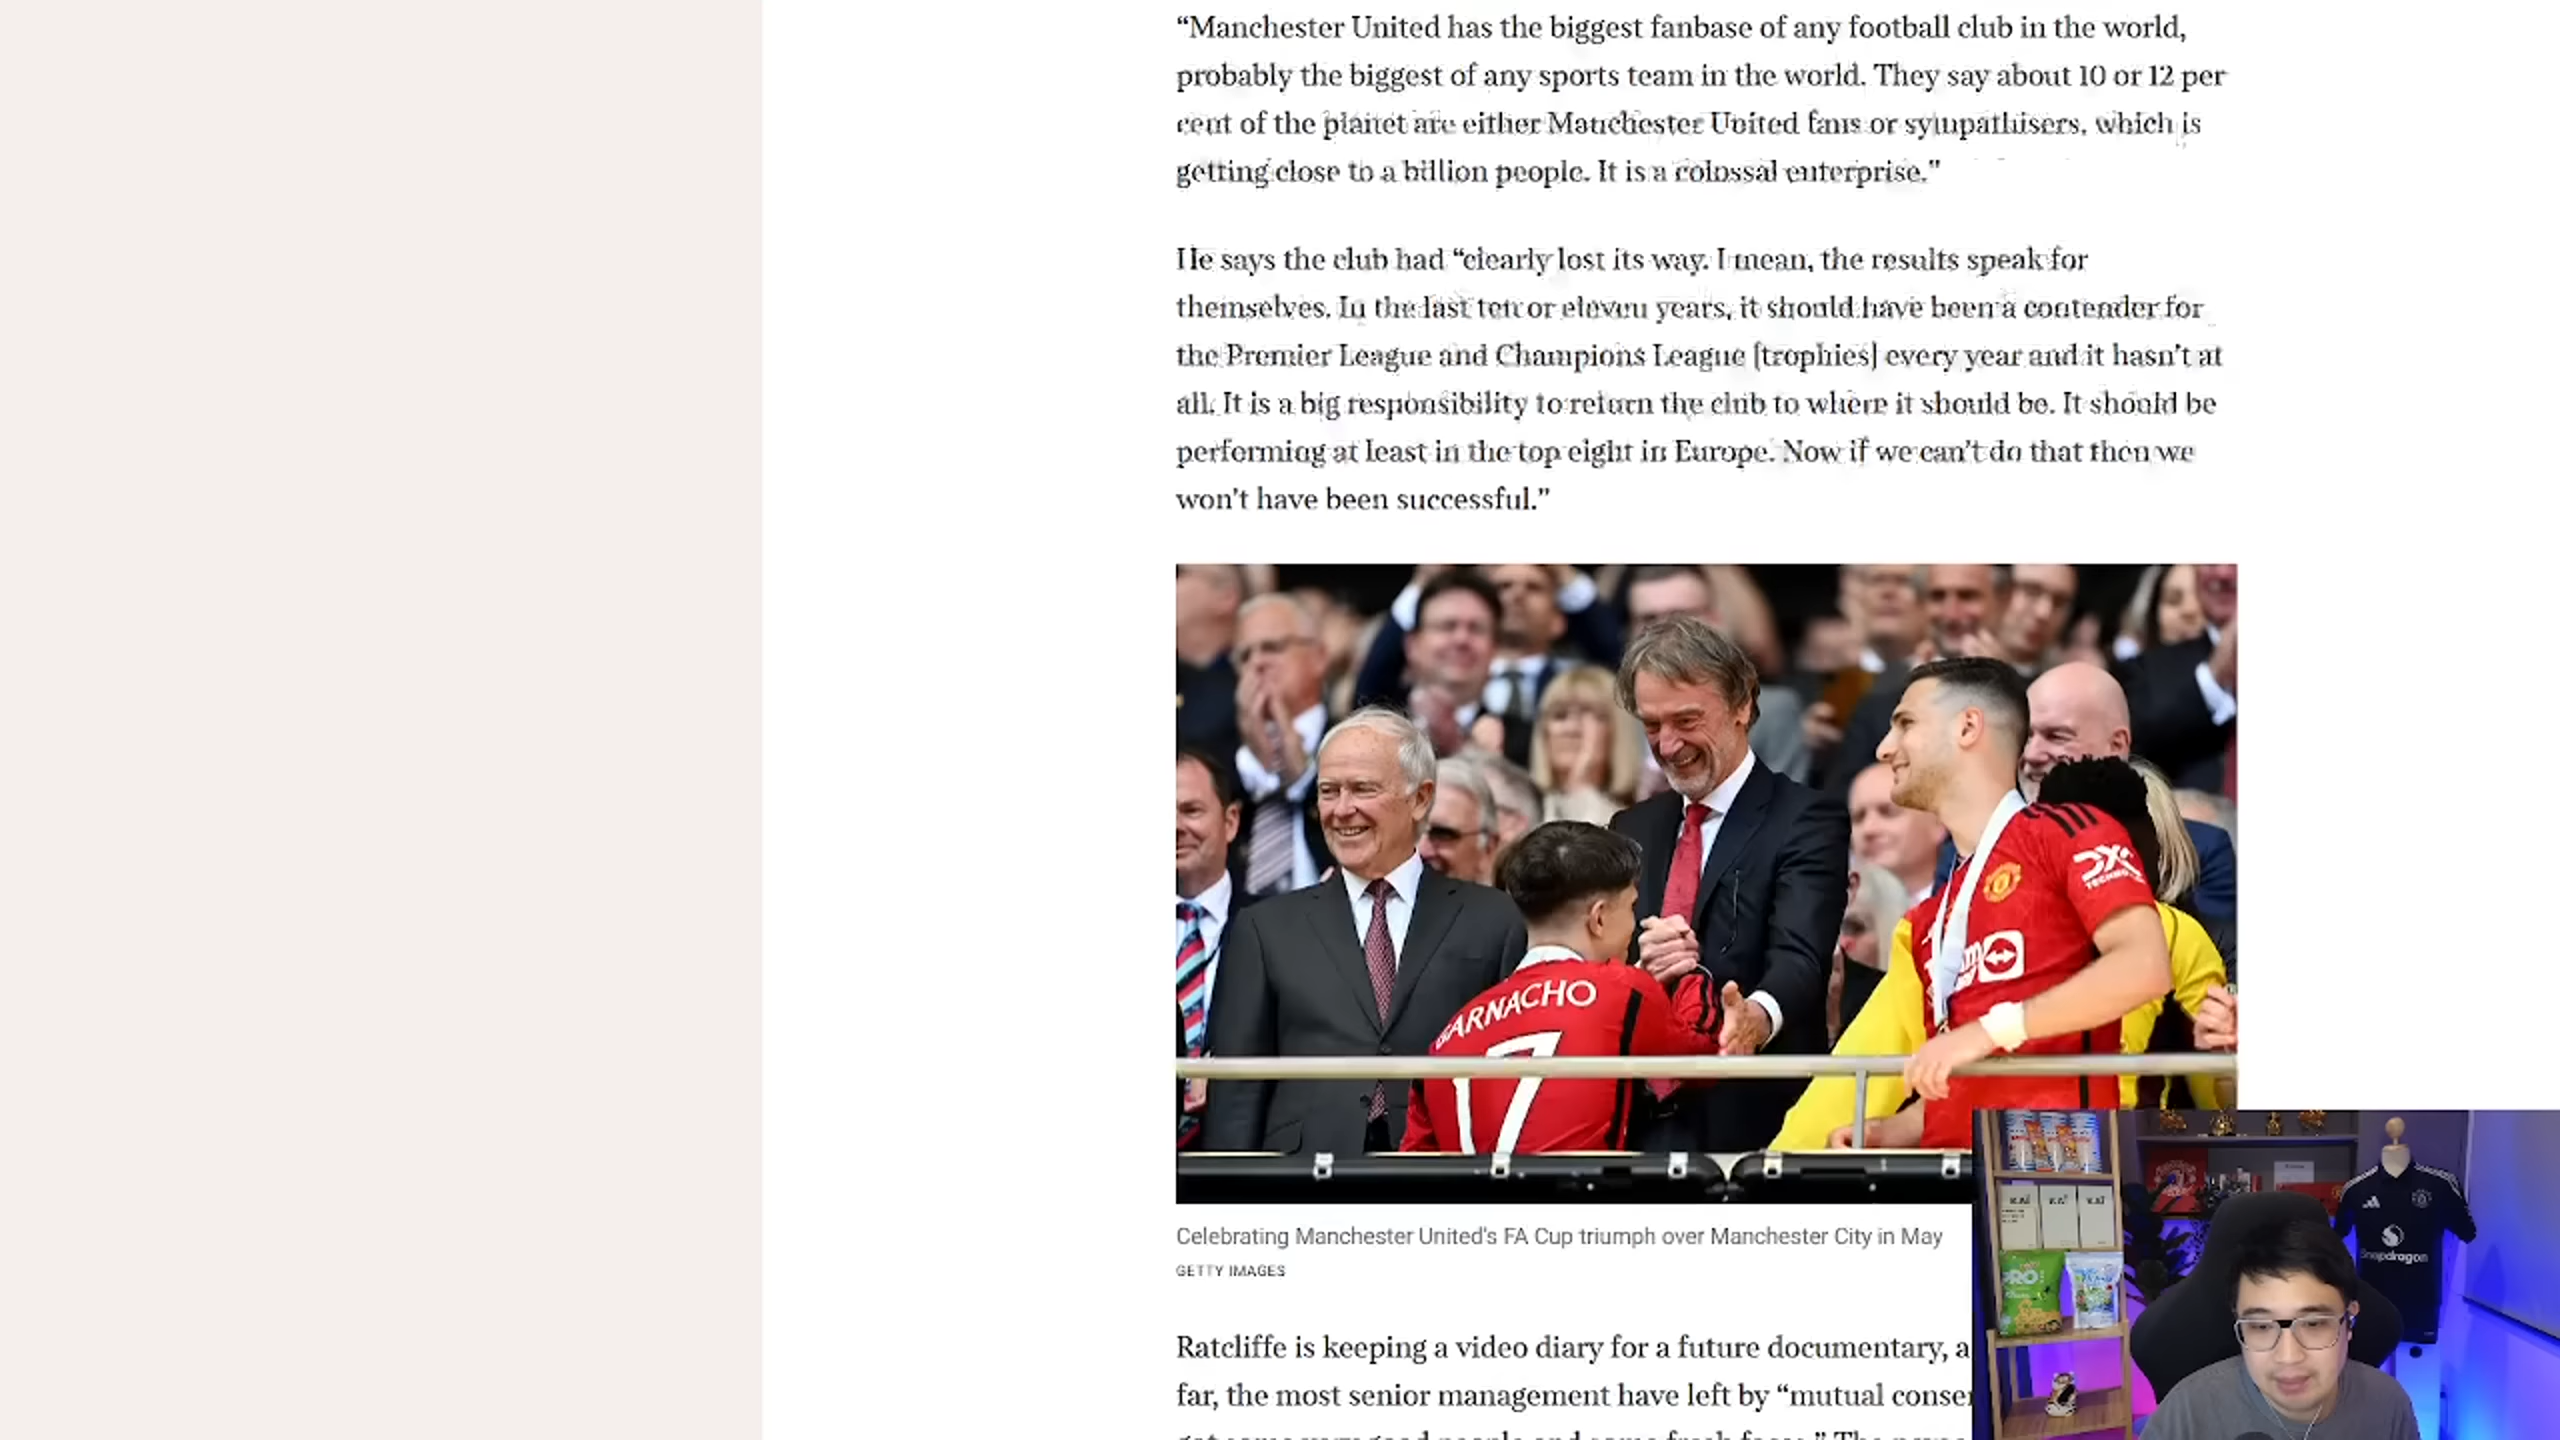 “Manchester United has the biggest fanbase of any football club in the world,
probably the biggest of any sports team in the world. They say about 10 or 12 per
cent of the planet are either Manchester United fans or sympathisers, which is
getting close to a billion people. It is a colossal enterprise.”
He says the club had “clearly lost its way. I mean, the results speak for
themselves. In the last ten or eleven years, it should have been a contender for
the Premier League and Champions League [trophies] every year and it hasn’t at
all. It is a big responsibility to return the club to where it should be. It should be
performing at least in the top eight in Europe. Now if we can’t do that then we
won’t have been successful.”
GARNACHO
7
DX
Celebrating Manchester United's FA Cup triumph over Manchester City in May
GETTY IMAGES
PRO
Snapdragon
Ratcliffe is keeping a video diary for a future documentary, a
far, the most senior management have left by “mutual conse